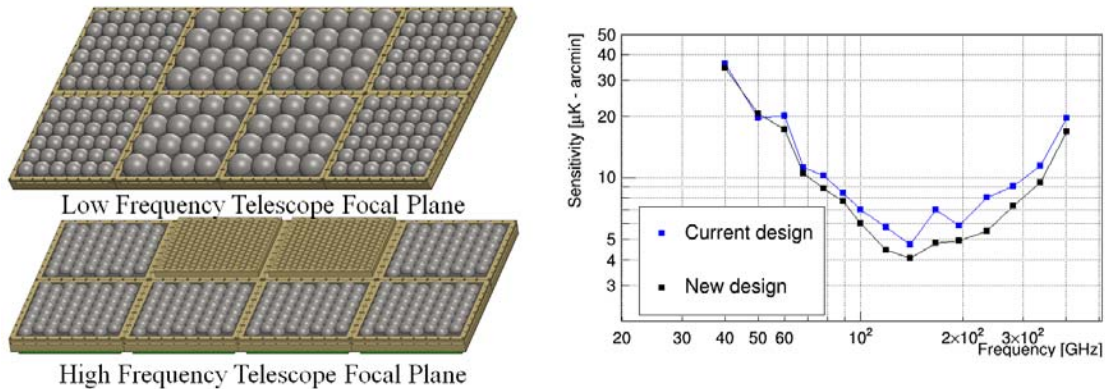 Low Frequency Telescope Focal Plane
High Frequency Telescope Focal Plane
Sensitivity [μK - arcmin]
50
40
30
20
10
5
4
3
Current design
New design
20 30 40 50 60 10² 2×10² 3×10²
Frequency [GHz]